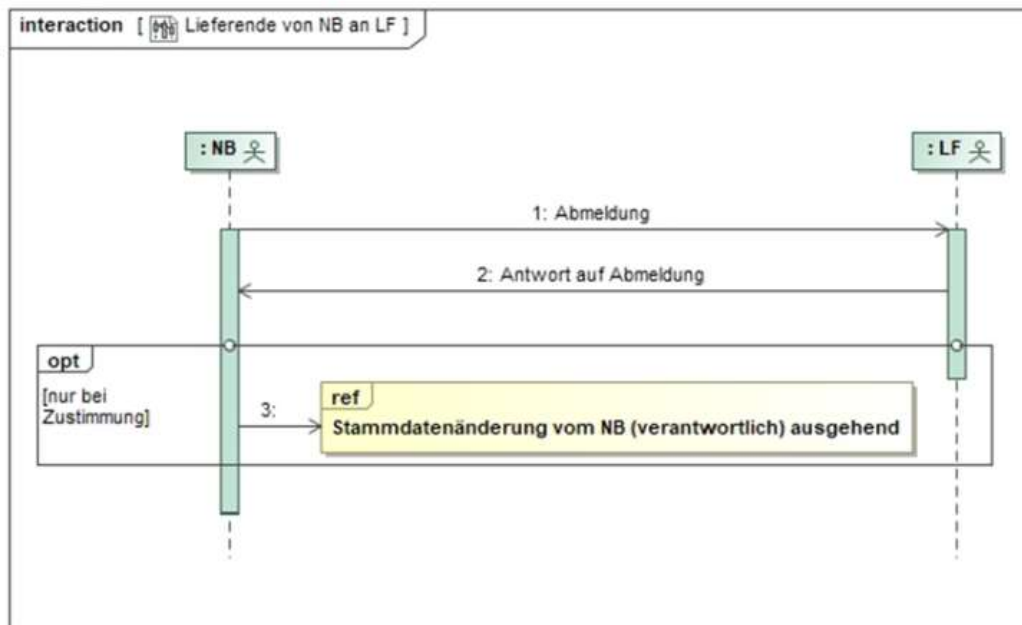 interaction [ Lieferende von NB an LF ]
: NB
: LF
1: Abmeldung
2: Antwort auf Abmeldung
opt
[nur bei
Zustimmung]
3:
ref
Stammdatenänderung vom NB (verantwortlich) ausgehend